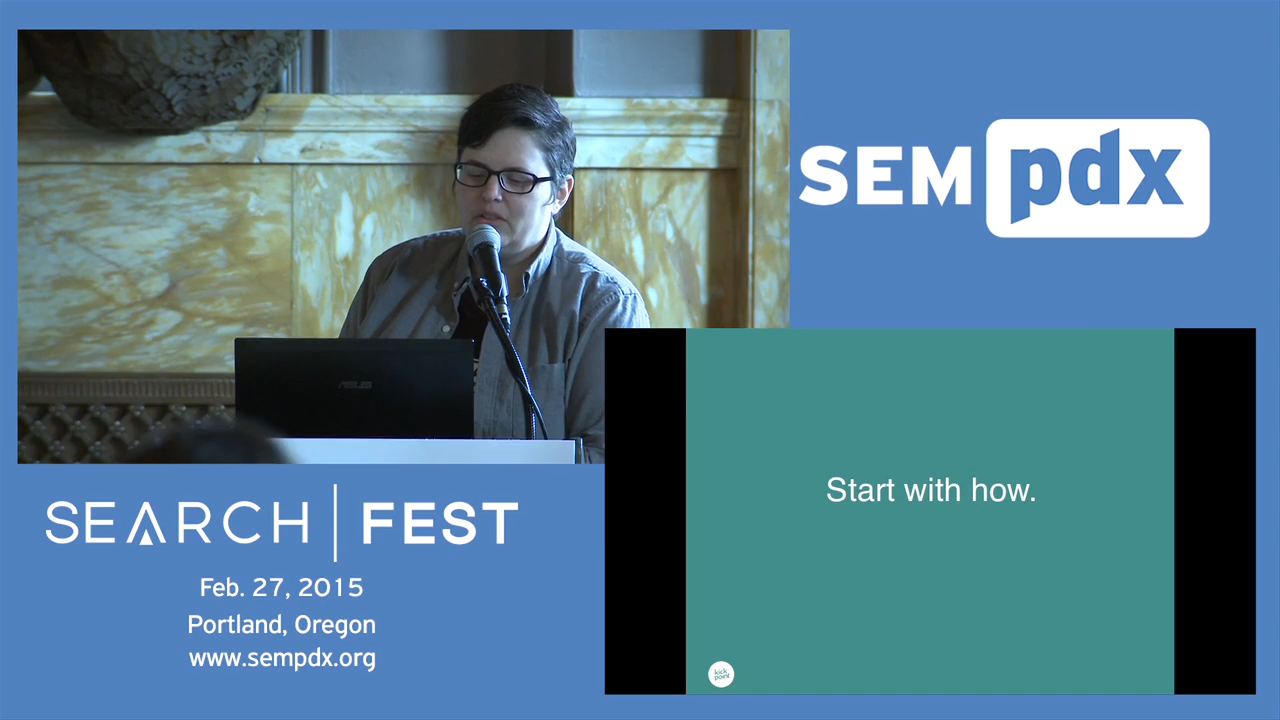 SEM pdx
ASUS
Start with how.
kick
point
SEARCH | FEST
Feb. 27, 2015
Portland, Oregon
www.sempdx.org